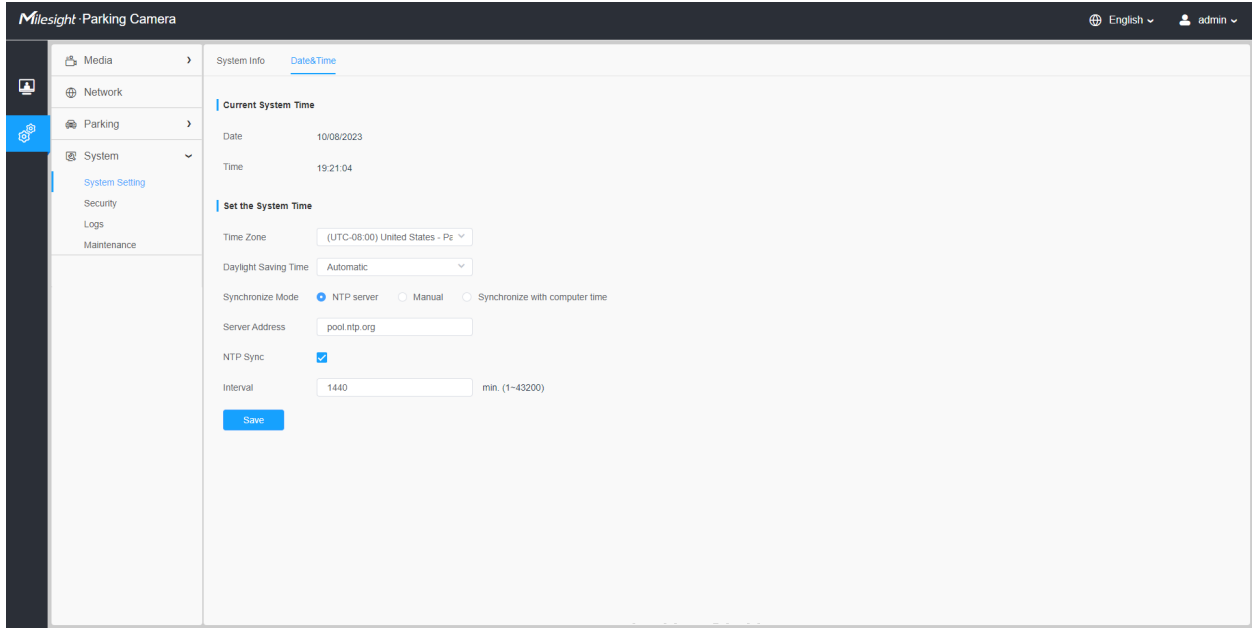 Milesight·Parking Camera
English
admin
Media
Network
Parking
System
System Setting
Security
Logs
Maintenance
System Info Date&Time
Current System Time
Date 10/08/2023
Time 19:21:04
Set the System Time
Time Zone (UTC-08:00) United States - Pa
Daylight Saving Time Automatic
Synchronize Mode NTP server Manual Synchronize with computer time
Server Address pool.ntp.org
NTP Sync
Interval 1440 min. (1~43200)
Save